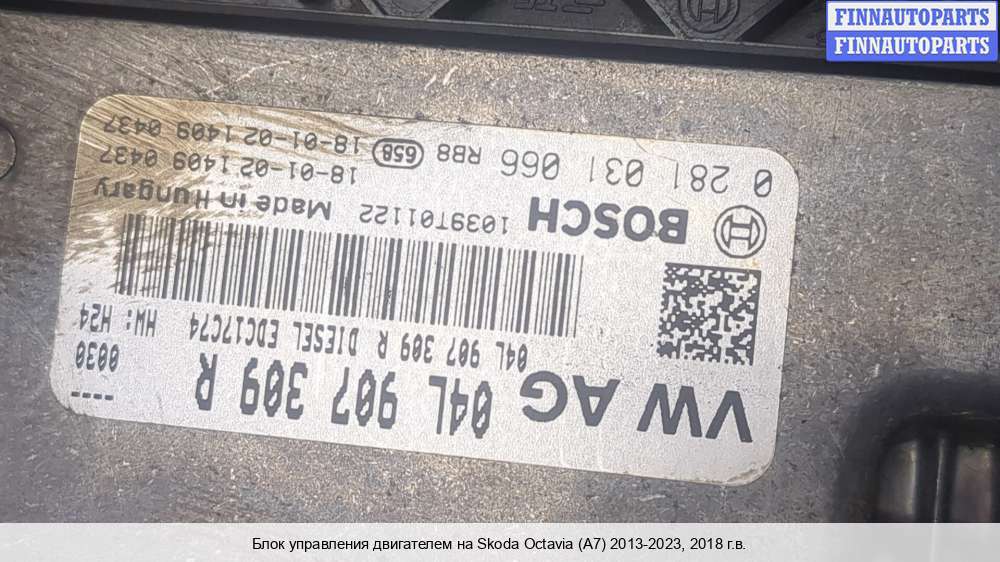 FINNAUTOPARTS
FINNAUTOPARTS
VW AG 04L 907 309 R
---
0030
04L 907 309 R DIESEL EDC17C74 HW: H24
BOSCH 1039T01122 Made in Hungary
18-01-02 1409 0437
0 281 031 066 RB8 658 18-01-02 1409 0437
Блок управления двигателем на Skoda Octavia (A7) 2013-2023, 2018 г.в.